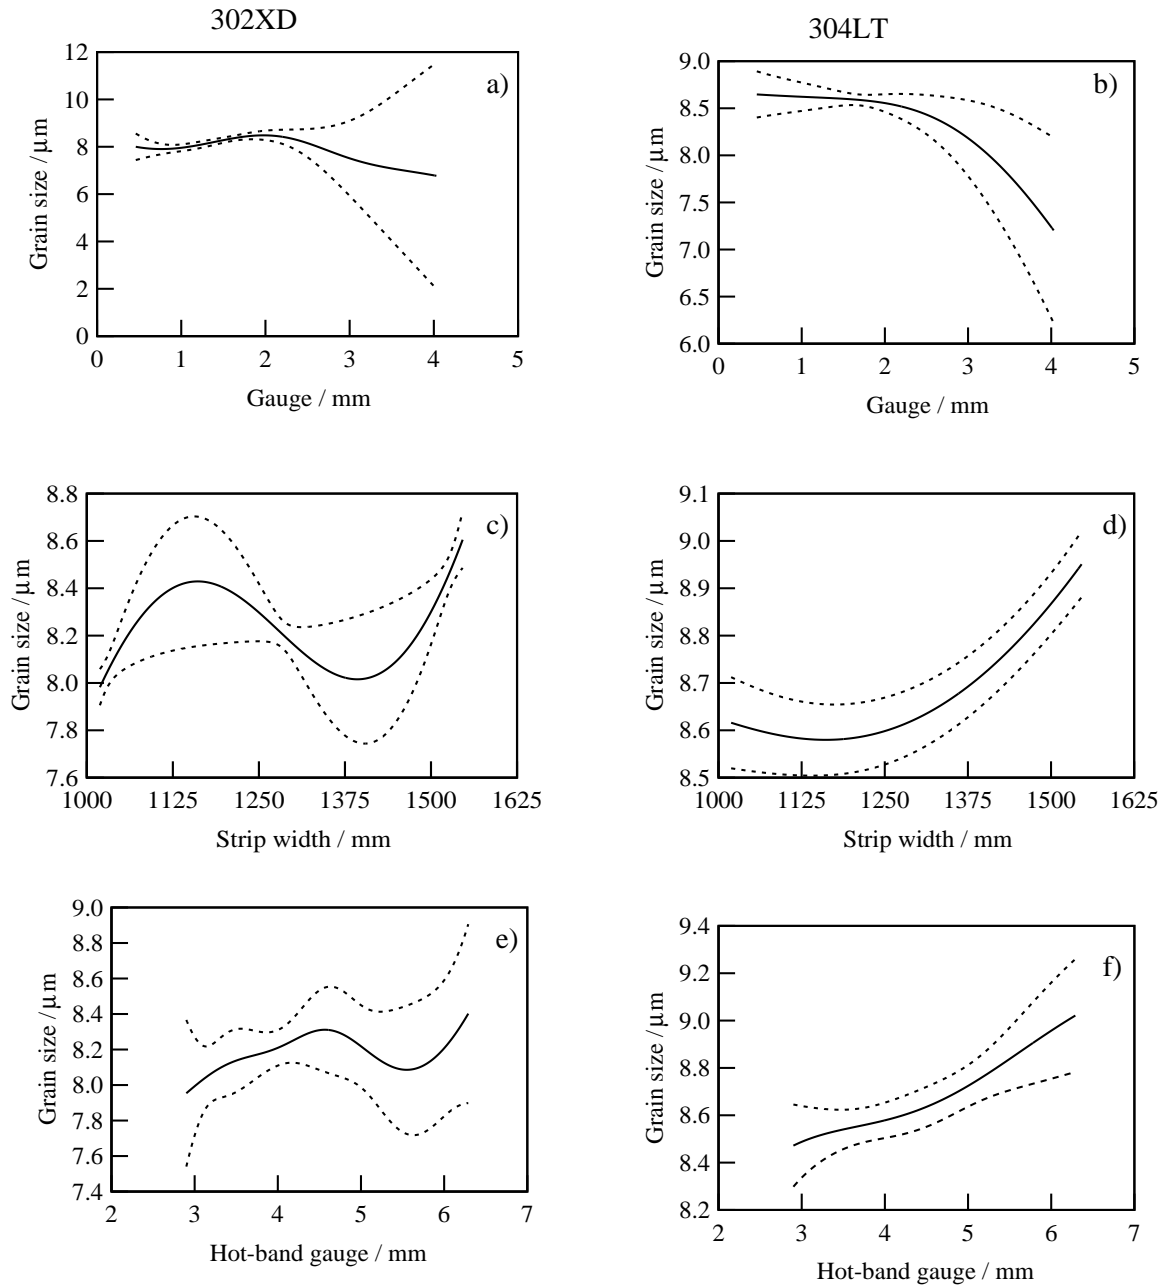 302XD
304LT
12
10
8
6
4
2
0
Grain size / μm
a)
0 1 2 3 4 5
Gauge / mm
9.0
8.5
8.0
7.5
7.0
6.5
6.0
Grain size / μm
b)
0 1 2 3 4 5
Gauge / mm
8.8
8.6
8.4
8.2
8.0
7.8
7.6
Grain size / μm
c)
1000 1125 1250 1375 1500 1625
Strip width / mm
9.1
9.0
8.9
8.8
8.7
8.6
8.5
Grain size / μm
d)
1000 1125 1250 1375 1500 1625
Strip width / mm
9.0
8.8
8.6
8.4
8.2
8.0
7.8
7.6
7.4
Grain size / μm
e)
2 3 4 5 6 7
Hot-band gauge / mm
9.4
9.2
9.0
8.8
8.6
8.4
8.2
Grain size / μm
f)
2 3 4 5 6 7
Hot-band gauge / mm